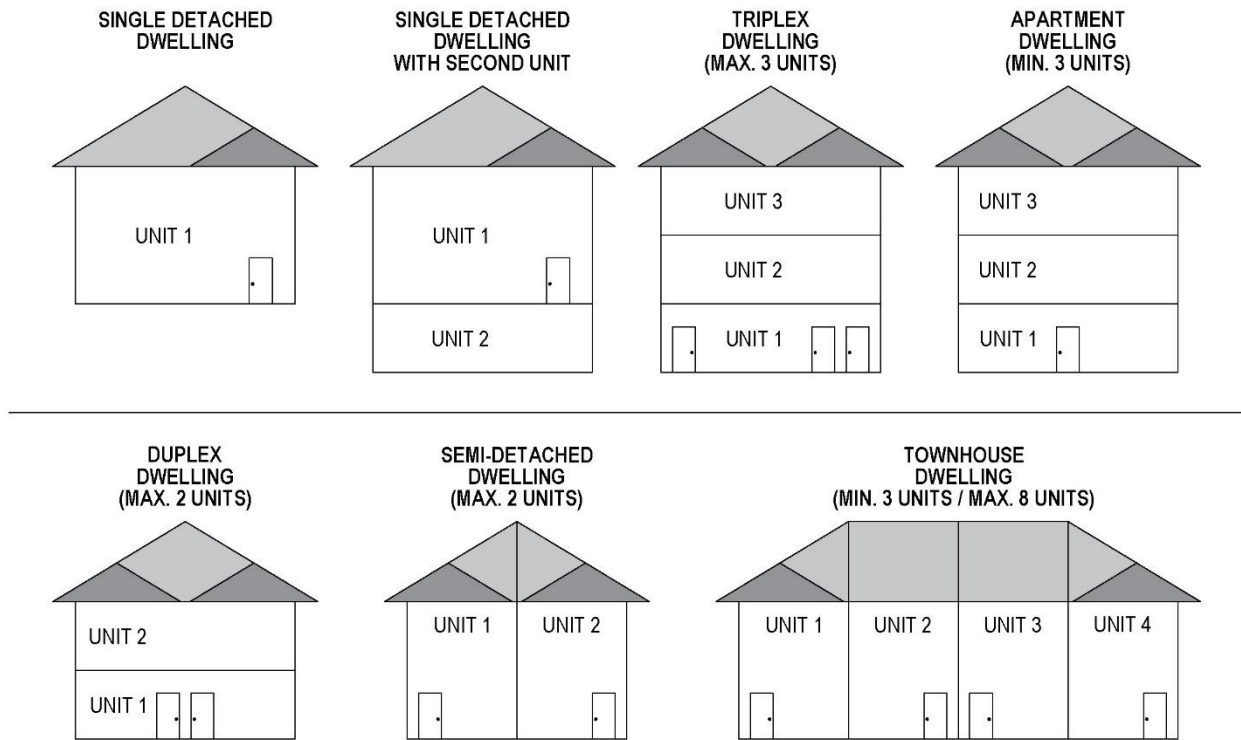 SINGLE DETACHED
DWELLING
SINGLE DETACHED
DWELLING
WITH SECOND UNIT
TRIPLEX
DWELLING
(MAX. 3 UNITS)
APARTMENT
DWELLING
(MIN. 3 UNITS)
UNIT 1
UNIT 1
UNIT 2
UNIT 3
UNIT 2
UNIT 1
UNIT 3
UNIT 2
UNIT 1
DUPLEX
DWELLING
(MAX. 2 UNITS)
SEMI-DETACHED
DWELLING
(MAX. 2 UNITS)
TOWNHOUSE
DWELLING
(MIN. 3 UNITS / MAX. 8 UNITS)
UNIT 2
UNIT 1
UNIT 1
UNIT 2
UNIT 1
UNIT 2
UNIT 3
UNIT 4